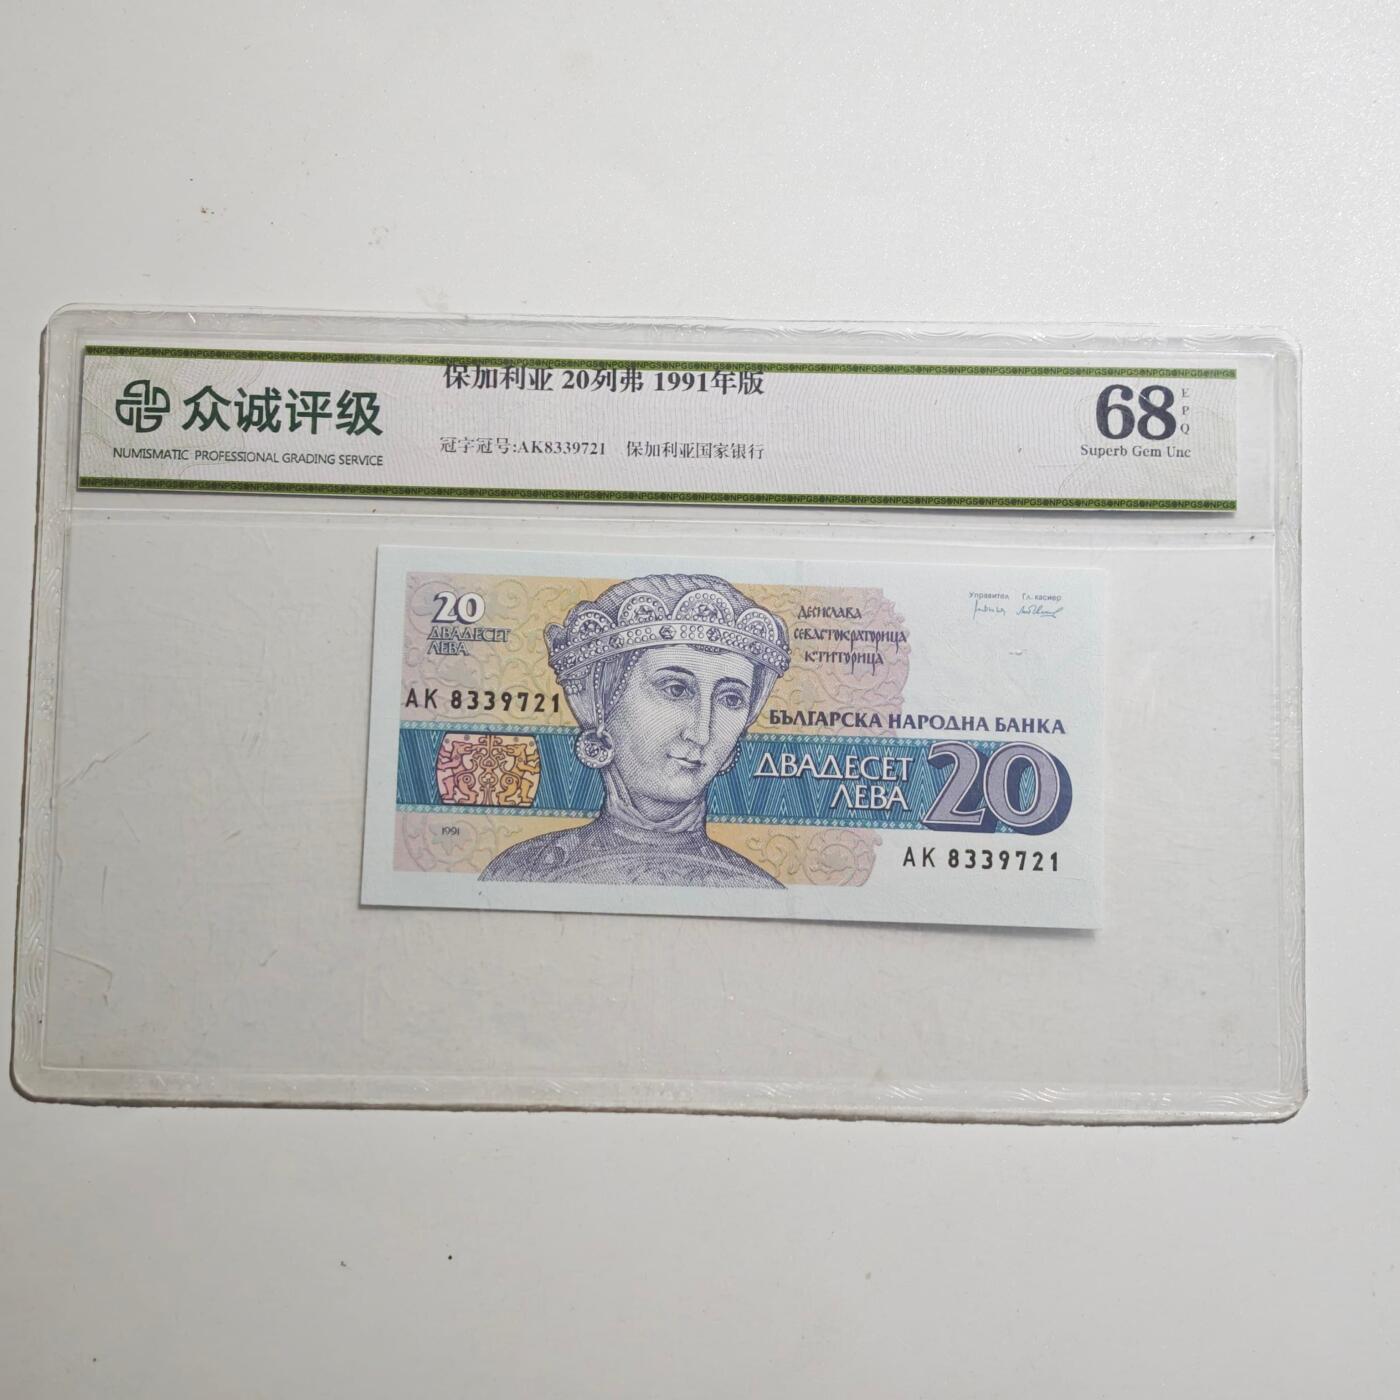 众诚评级
NUMISMATIC PROFESSIONAL GRADING SERVICE
保加利亚 20列弗 1991年版
冠字冠号:AK8339721 保加利亚国家银行
68
EPQ
Superb Gem Unc
20
ДВАДЕСЕТ
ЛЕВА
AK 8339721
1991
ДЕСИСЛАВА
СЕВАСТОКРАТОРИЦА
КТИТОРИЦА
Управител Гл. касиер
БЪЛГАРСКА НАРОДНА БАНКА
ДВАДЕСЕТ
ЛЕВА
20
AK 8339721